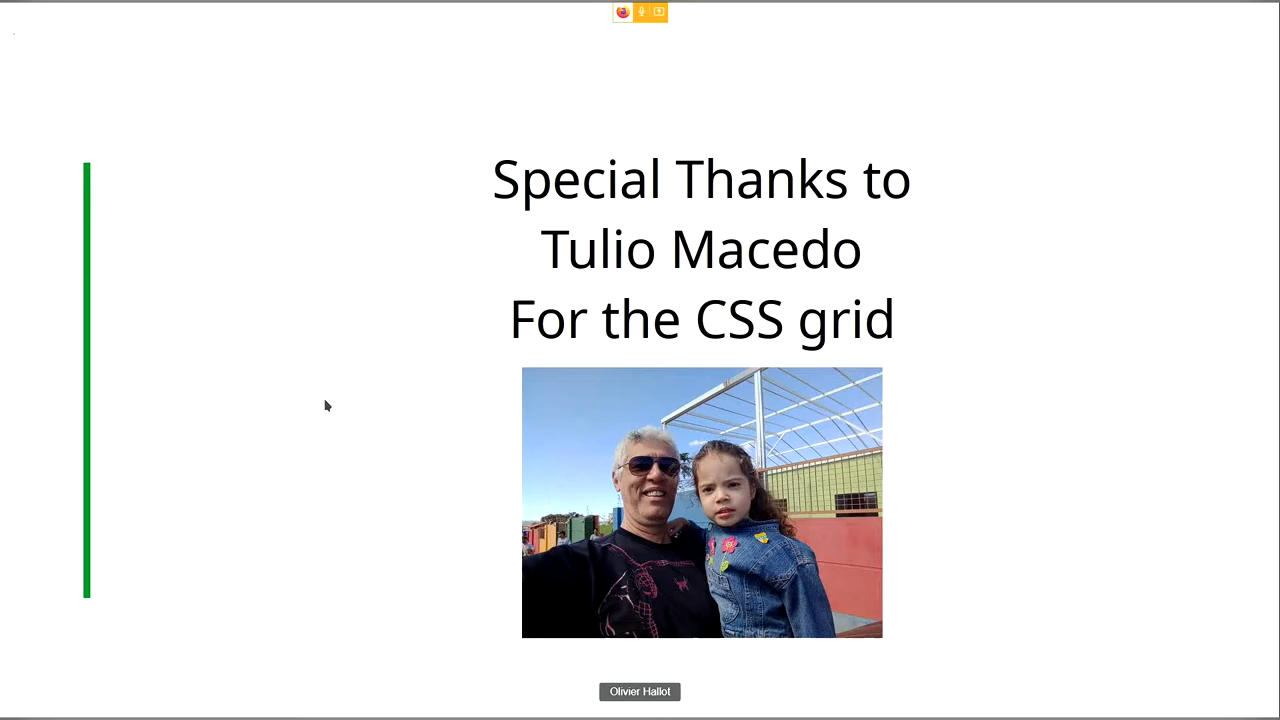 Special Thanks to
Tulio Macedo
For the CSS grid
Olivier Hallot